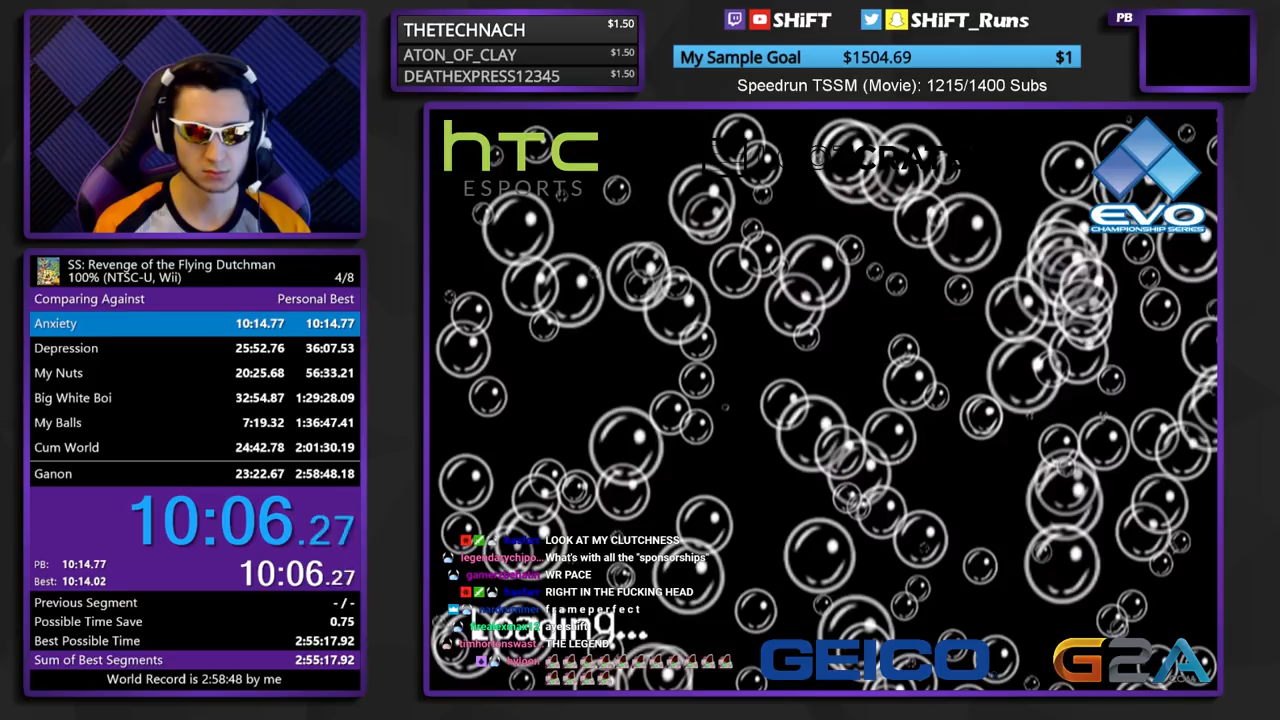 THETECHNACH $1.50
ATON_OF_CLAY $1.50
DEATHEXPRESS12345 $1.50
SHiFT SHiFT_Runs
My Sample Goal $1504.69 $1
Speedrun TSSM (Movie): 1215/1400 Subs
PB
SS: Revenge of the Flying Dutchman
100% (NTSC-U, Wii) 4/8
Comparing Against Personal Best
Anxiety 10:14.77 10:14.77
Depression 25:52.76 36:07.53
My Nuts 20:25.68 56:33.21
Big White Boi 32:54.87 1:29:28.09
My Balls 7:19.32 1:36:47.41
Cum World 24:42.78 2:01:30.19
Ganon 23:22.67 2:58:48.18
10:06.27
PB: 10:14.77
Best: 10:14.02
10:06.27
Previous Segment - / -
Possible Time Save 0.75
Best Possible Time 2:55:17.92
Sum of Best Segments 2:55:17.92
World Record is 2:58:48 by me
hTC
ESPORTS
CRATE
EVO
CHAMPIONSHIP SERIES
LOOK AT MY CLUTCHNESS
What's with all the "sponsorships"
WR PACE
RIGHT IN THE FUCKING HEAD
f r a m e p e r f e c t
THE LEGEND
Loading...
GEICO
G2A